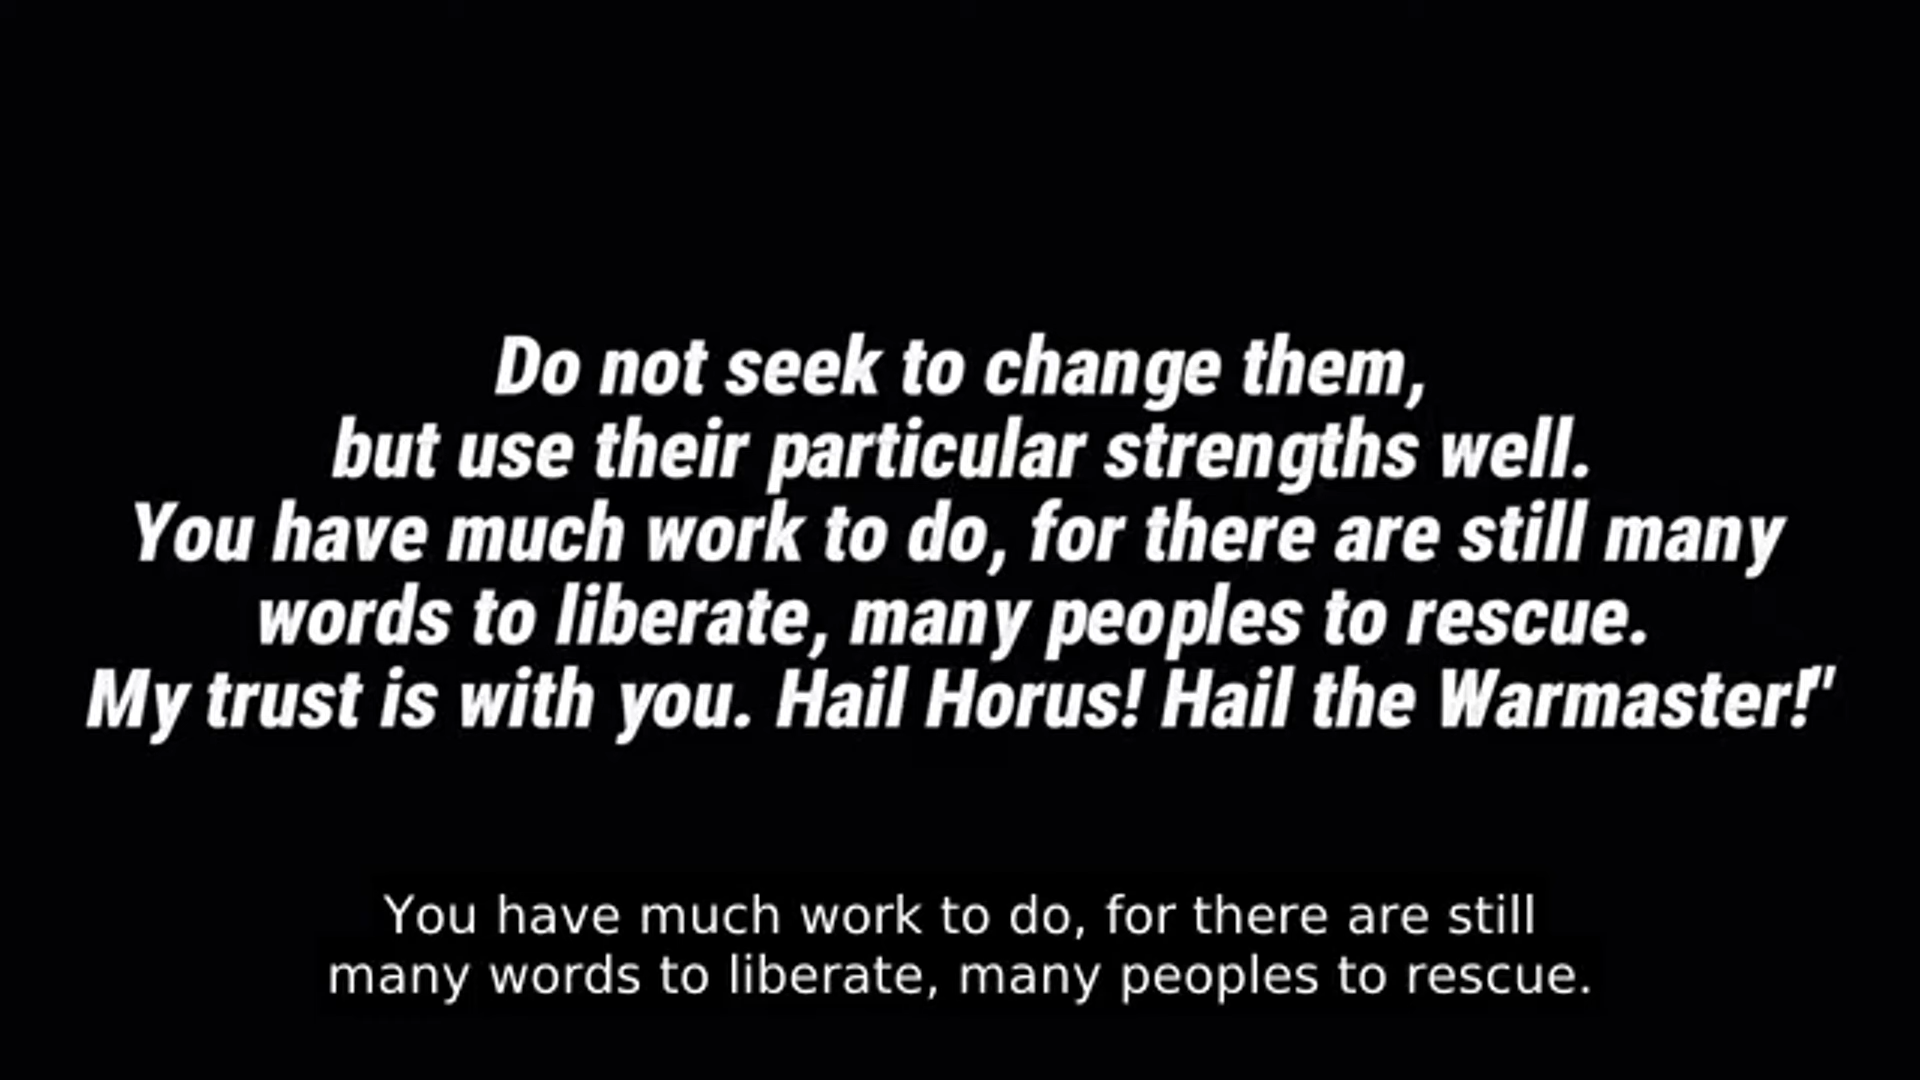 Do not seek to change them,
but use their particular strengths well.
You have much work to do, for there are still many
words to liberate, many peoples to rescue.
My trust is with you. Hail Horus! Hail the Warmaster!"
You have much work to do, for there are still
many words to liberate, many peoples to rescue.